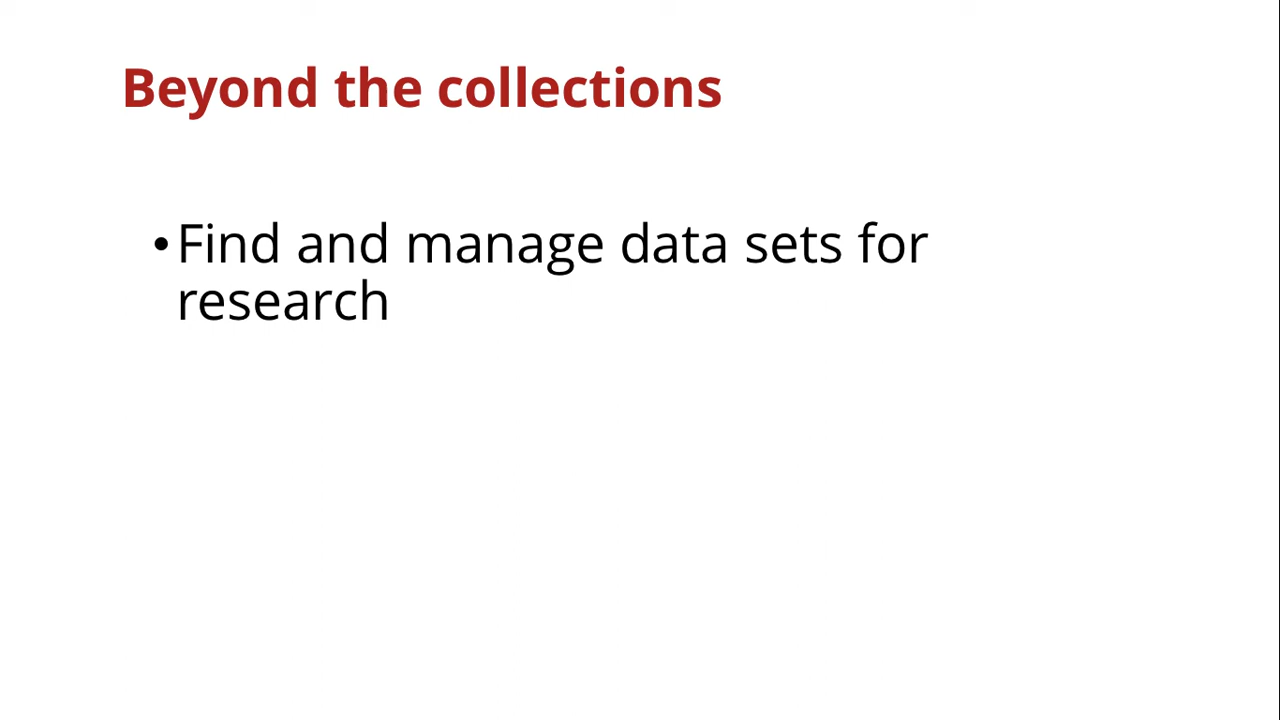 Beyond the collections
•Find and manage data sets for
research